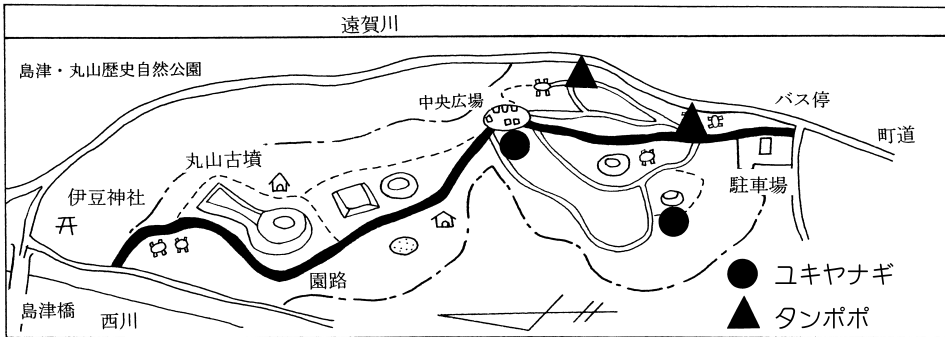 遠賀川
島津・丸山歴史自然公園
中央広場
バス停
町道
丸山古墳
駐車場
伊豆神社
園路
島津橋
西川
ユキヤナギ
タンポポ